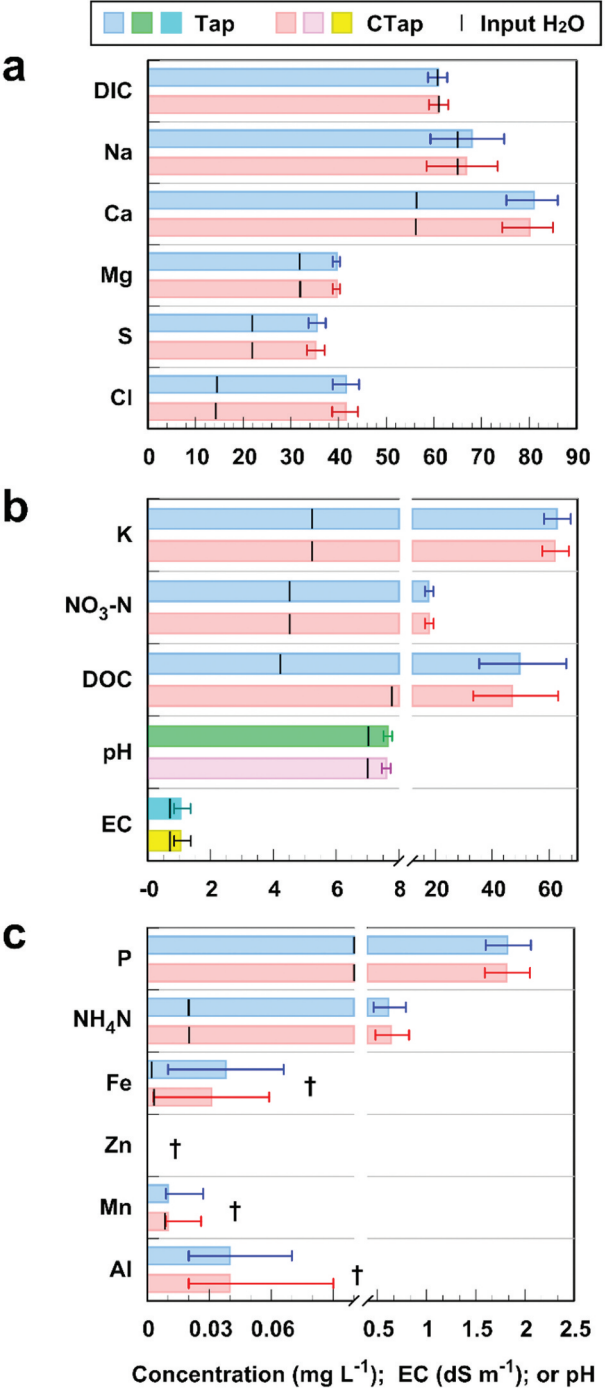 Tap CTap Input H₂O
a
DIC
Na
Ca
Mg
S
Cl
0 10 20 30 40 50 60 70 80 90
b
K
NO₃-N
DOC
pH
EC
-0 2 4 6 8 20 40 60
c
P
NH₄N
Fe †
Zn †
Mn †
Al †
0 0.03 0.06 0.5 1 1.5 2 2.5
Concentration (mg L⁻¹); EC (dS m⁻¹); or pH